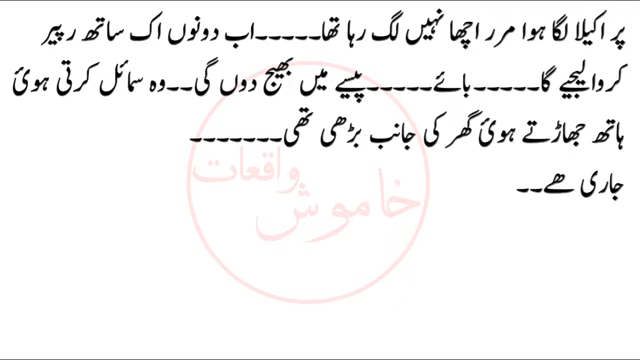 پر اکیلا لگا ہوا مرر اچھا نہیں لگ رہا تھا۔۔۔۔۔اب دونوں اک ساتھ رپیر
کروالیجیے گا۔۔۔۔۔بائے۔۔۔۔۔پیسے میں بھیج دوں گی۔۔وہ سمائل کرتی ہوئ
ہاتھ جھاڑتے ہوئ گھر کی جانب بڑھی تھی۔۔۔۔۔۔۔
جاری ھے۔۔
خاموش واقعات